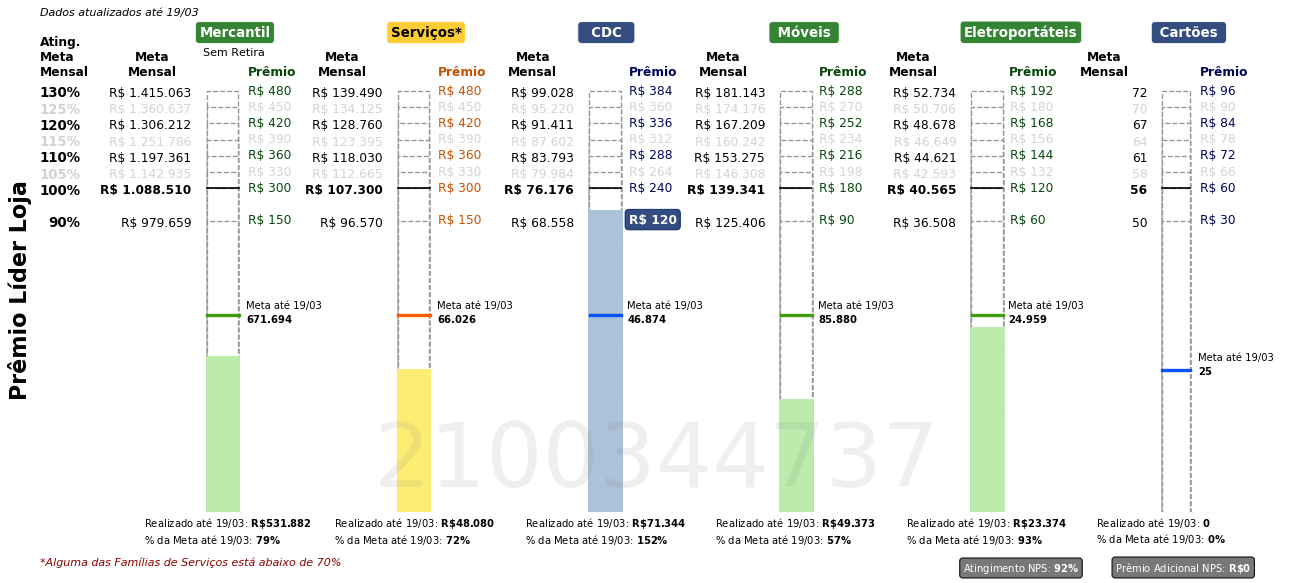 Dados atualizados até 19/03
Mercantil Serviços* CDC Móveis Eletroportáteis Cartões
Sem Retira
Ating. Meta Mensal Meta Mensal Prêmio Meta Mensal Prêmio Meta Mensal Prêmio Meta Mensal Prêmio Meta Mensal Prêmio Meta Mensal Prêmio
130% R$ 1.415.063 R$ 480 R$ 139.490 R$ 480 R$ 99.028 R$ 384 R$ 181.143 R$ 288 R$ 52.734 R$ 192 72 R$ 96
125% R$ 1.360.637 R$ 450 R$ 134.125 R$ 450 R$ 95.220 R$ 360 R$ 174.176 R$ 270 R$ 50.706 R$ 180 70 R$ 90
120% R$ 1.306.212 R$ 420 R$ 128.760 R$ 420 R$ 91.411 R$ 336 R$ 167.209 R$ 252 R$ 48.678 R$ 168 67 R$ 84
115% R$ 1.251.786 R$ 390 R$ 123.395 R$ 390 R$ 87.602 R$ 312 R$ 160.242 R$ 234 R$ 46.649 R$ 156 64 R$ 78
110% R$ 1.197.361 R$ 360 R$ 118.030 R$ 360 R$ 83.793 R$ 288 R$ 153.275 R$ 216 R$ 44.621 R$ 144 61 R$ 72
105% R$ 1.142.935 R$ 330 R$ 112.665 R$ 330 R$ 79.984 R$ 264 R$ 146.308 R$ 198 R$ 42.593 R$ 132 58 R$ 66
100% R$ 1.088.510 R$ 300 R$ 107.300 R$ 300 R$ 76.176 R$ 240 R$ 139.341 R$ 180 R$ 40.565 R$ 120 56 R$ 60
90% R$ 979.659 R$ 150 R$ 96.570 R$ 150 R$ 68.558 R$ 120 R$ 125.406 R$ 90 R$ 36.508 R$ 60 50 R$ 30
Prêmio Líder Loja
Meta até 19/03 Meta até 19/03 Meta até 19/03 Meta até 19/03 Meta até 19/03
671.694 66.026 46.874 85.880 24.959
Meta até 19/03
25
2100344737
Realizado até 19/03: R$531.882 Realizado até 19/03: R$48.080 Realizado até 19/03: R$71.344 Realizado até 19/03: R$49.373 Realizado até 19/03: R$23.374 Realizado até 19/03: 0
% da Meta até 19/03: 79% % da Meta até 19/03: 72% % da Meta até 19/03: 152% % da Meta até 19/03: 57% % da Meta até 19/03: 93% % da Meta até 19/03: 0%
*Alguma das Famílias de Serviços está abaixo de 70%
Atingimento NPS: 92% Prêmio Adicional NPS: R$0